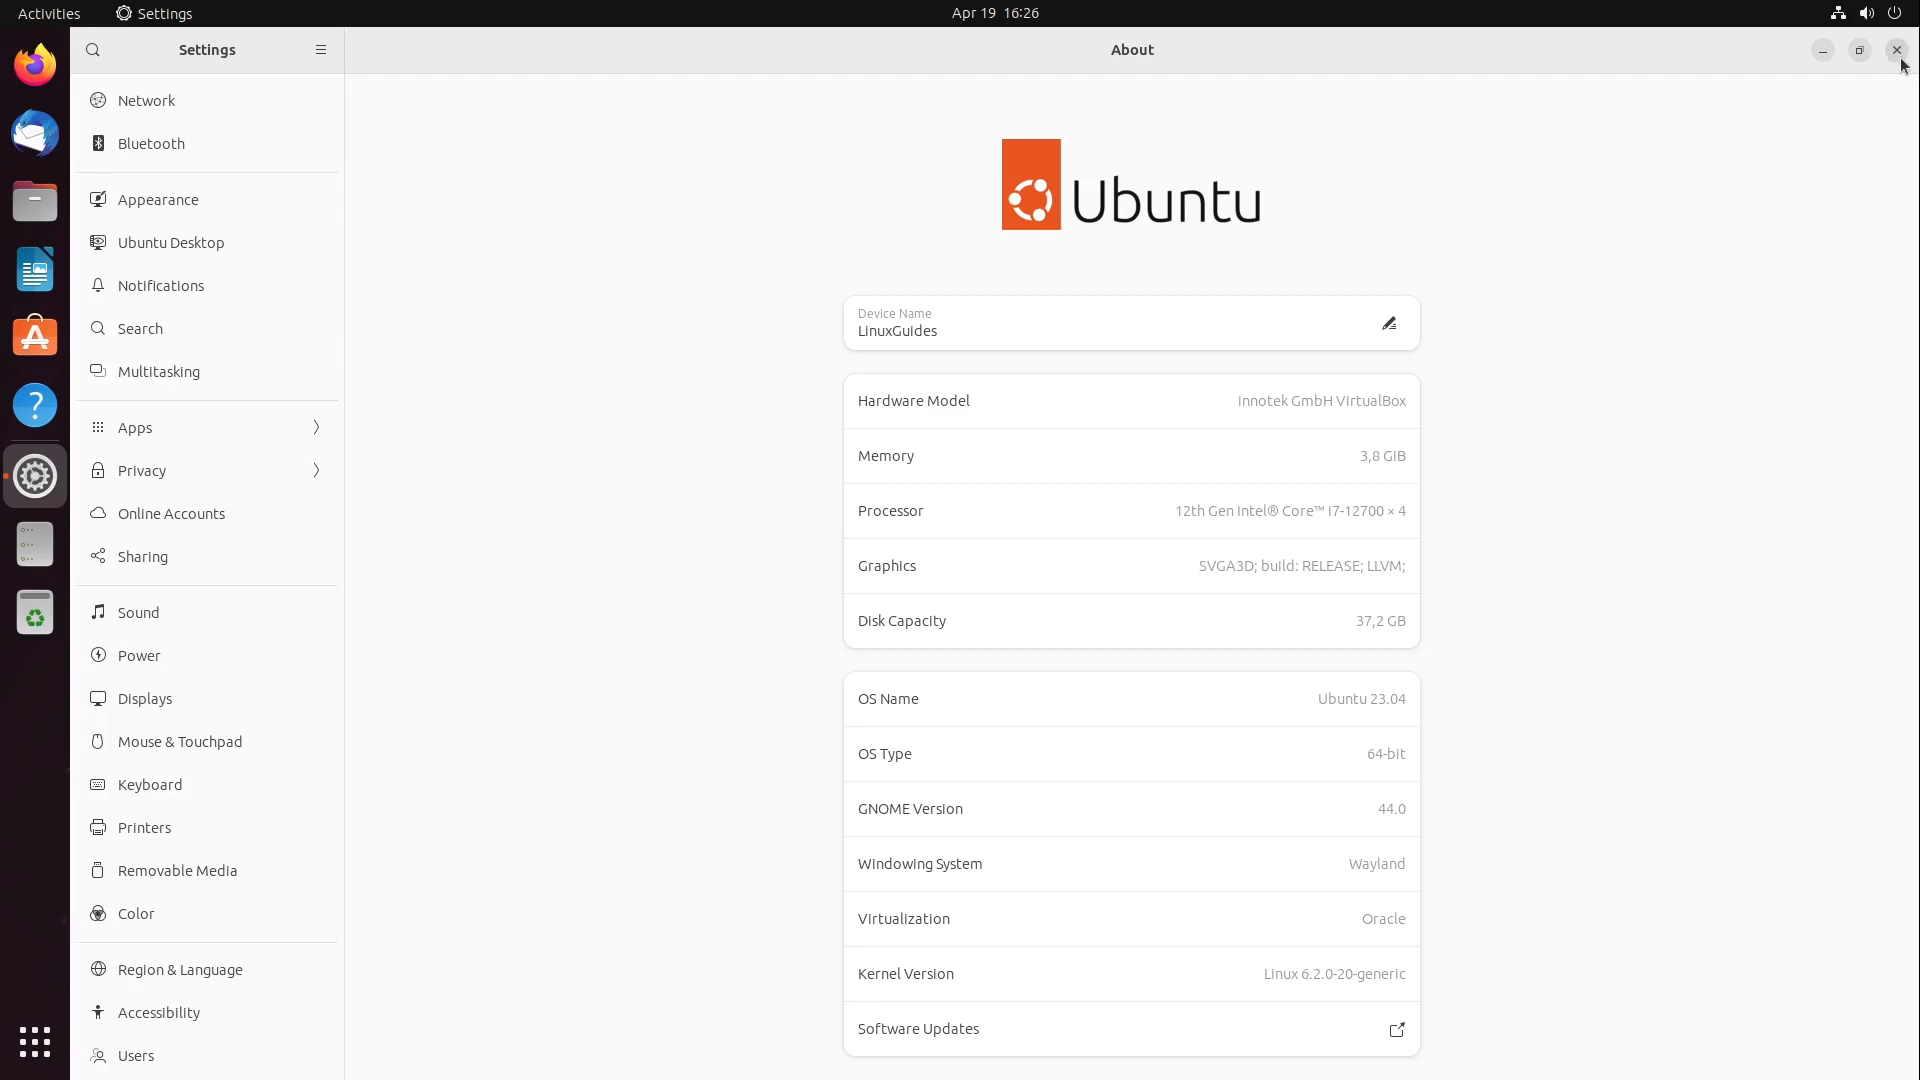 Activities
Settings
Apr 19 16:26
Settings
About
Network
Bluetooth
Appearance
Ubuntu Desktop
Notifications
Search
Multitasking
Apps
Privacy
Online Accounts
Sharing
Sound
Power
Displays
Mouse & Touchpad
Keyboard
Printers
Removable Media
Color
Region & Language
Accessibility
Users
Ubuntu
Device Name
LinuxGuides
Hardware Model innotek GmbH VirtualBox
Memory 3,8 GiB
Processor 12th Gen Intel® Core™ i7-12700 × 4
Graphics SVGA3D; build: RELEASE; LLVM;
Disk Capacity 37,2 GB
OS Name Ubuntu 23.04
OS Type 64-bit
GNOME Version 44.0
Windowing System Wayland
Virtualization Oracle
Kernel Version Linux 6.2.0-20-generic
Software Updates